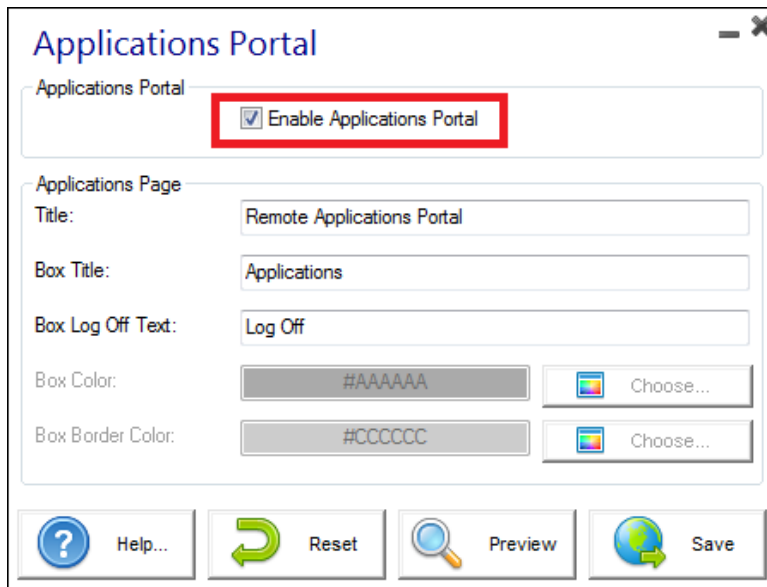 Applications Portal
Applications Portal
Enable Applications Portal
Applications Page
Title: Remote Applications Portal
Box Title: Applications
Box Log Off Text: Log Off
Box Color: #AAAAAA Choose...
Box Border Color: #CCCCCC Choose...
Help... Reset Preview Save